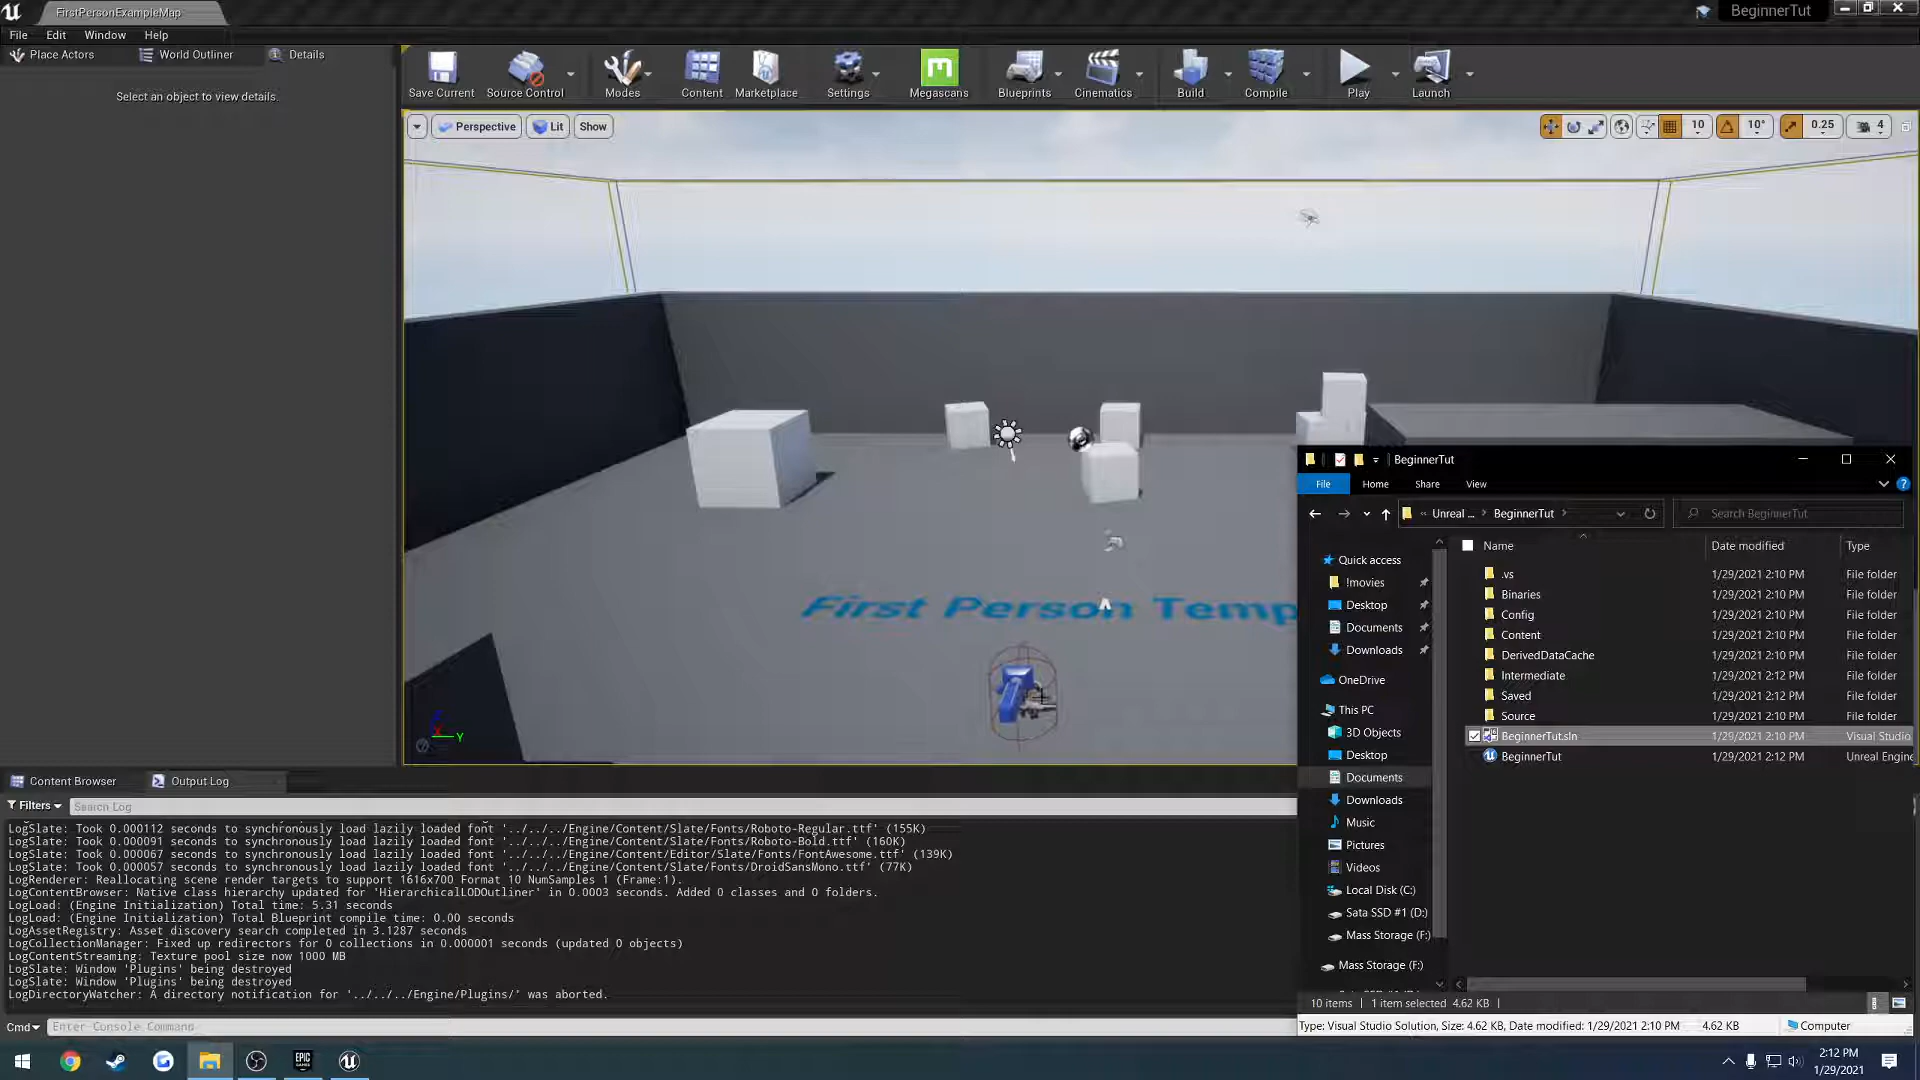 FirstPersonExampleMap
BeginnerTut
File Edit Window Help
Place Actors World Outliner Details
Select an object to view details.
Save Current Source Control Modes Content Marketplace Settings Megascans Blueprints Cinematics Build Compile Play Launch
Perspective Lit Show
10 10° 0.25 4
First Person Temp
Y
BeginnerTut
File Home Share View
« Unreal ... > BeginnerTut >
Search BeginnerTut
Name Date modified Type
Quick access
!movies
Desktop
Documents
Downloads
OneDrive
This PC
3D Objects
Desktop
Documents
Downloads
Music
Pictures
Videos
Local Disk (C:)
Sata SSD #1 (D:)
Mass Storage (F:)
Mass Storage (F:)
.vs 1/29/2021 2:10 PM File folder
Binaries 1/29/2021 2:10 PM File folder
Config 1/29/2021 2:10 PM File folder
Content 1/29/2021 2:10 PM File folder
DerivedDataCache 1/29/2021 2:10 PM File folder
Intermediate 1/29/2021 2:12 PM File folder
Saved 1/29/2021 2:12 PM File folder
Source 1/29/2021 2:10 PM File folder
BeginnerTut.sln 1/29/2021 2:10 PM Visual Studio
BeginnerTut 1/29/2021 2:12 PM Unreal Engine
10 items 1 item selected 4.62 KB
Type: Visual Studio Solution, Size: 4.62 KB, Date modified: 1/29/2021 2:10 PM 4.62 KB Computer
Content Browser Output Log
Filters Search Log
LogSlate: Took 0.000112 seconds to synchronously load lazily loaded font '../../../Engine/Content/Slate/Fonts/Roboto-Regular.ttf' (155K)
LogSlate: Took 0.000091 seconds to synchronously load lazily loaded font '../../../Engine/Content/Slate/Fonts/Roboto-Bold.ttf' (160K)
LogSlate: Took 0.000067 seconds to synchronously load lazily loaded font '../../../Engine/Content/Editor/Slate/Fonts/FontAwesome.ttf' (139K)
LogSlate: Took 0.000057 seconds to synchronously load lazily loaded font '../../../Engine/Content/Slate/Fonts/DroidSansMono.ttf' (77K)
LogRenderer: Reallocating scene render targets to support 1616x700 Format 10 NumSamples 1 (Frame:1).
LogContentBrowser: Native class hierarchy updated for 'HierarchicalLODOutliner' in 0.0003 seconds. Added 0 classes and 0 folders.
LogLoad: (Engine Initialization) Total time: 5.31 seconds
LogLoad: (Engine Initialization) Total Blueprint compile time: 0.00 seconds
LogAssetRegistry: Asset discovery search completed in 3.1287 seconds
LogCollectionManager: Fixed up redirectors for 0 collections in 0.000001 seconds (updated 0 objects)
LogContentStreaming: Texture pool size now 1000 MB
LogSlate: Window 'Plugins' being destroyed
LogSlate: Window 'Plugins' being destroyed
LogDirectoryWatcher: A directory notification for '../../../Engine/Plugins/' was aborted.
Cmd Enter Console Command
EPIC GAMES
2:12 PM
1/29/2021